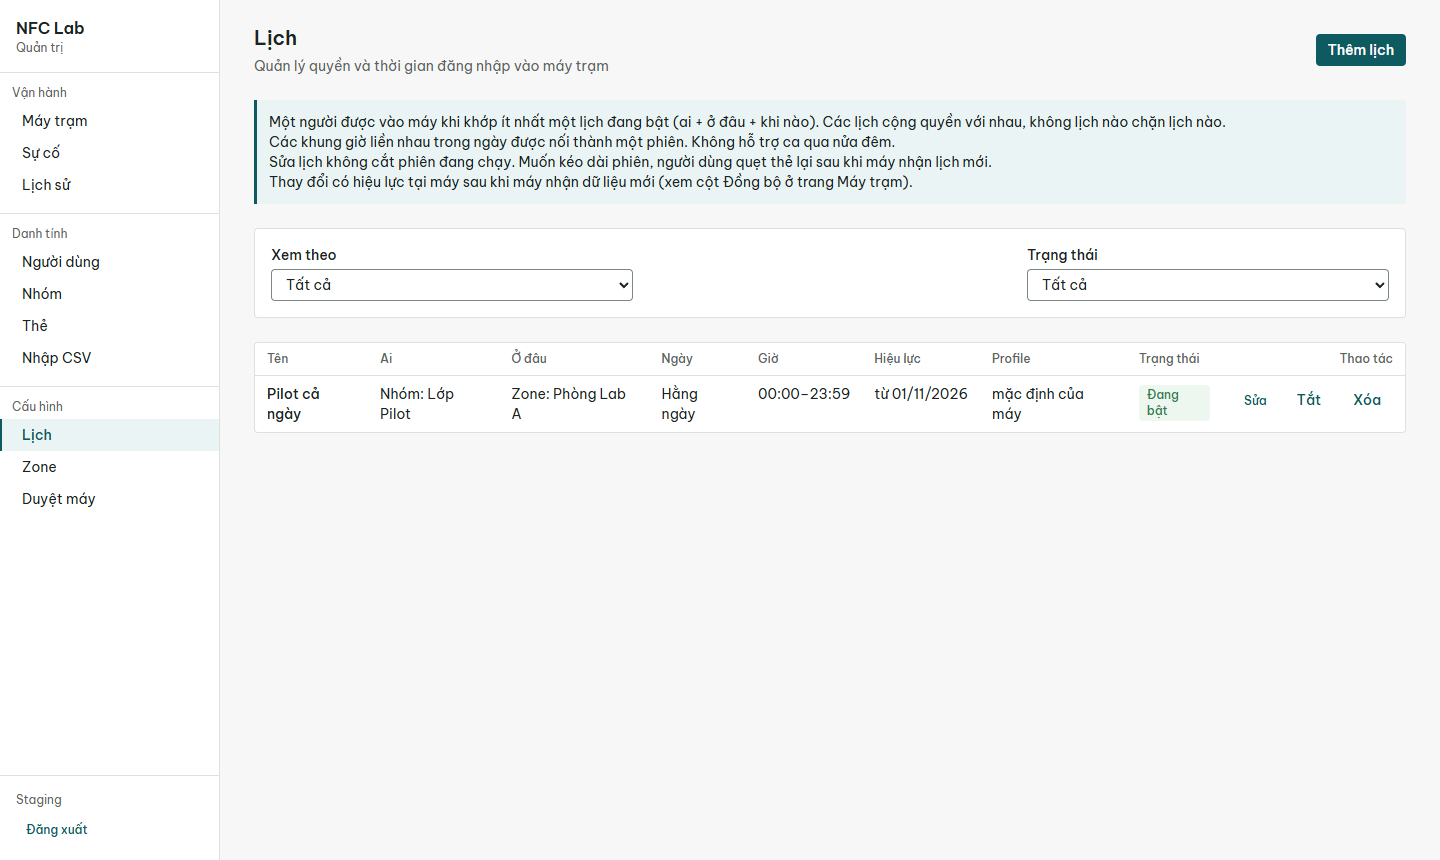 NFC Lab
Quản trị
Vận hành
Máy trạm
Sự cố
Lịch sử
Danh tính
Người dùng
Nhóm
Thẻ
Nhập CSV
Cấu hình
Lịch
Zone
Duyệt máy
Staging
Đăng xuất
Lịch
Quản lý quyền và thời gian đăng nhập vào máy trạm
Thêm lịch
Một người được vào máy khi khớp ít nhất một lịch đang bật (ai + ở đâu + khi nào). Các lịch cộng quyền với nhau, không lịch nào chặn lịch nào.
Các khung giờ liền nhau trong ngày được nối thành một phiên. Không hỗ trợ ca qua nửa đêm.
Sửa lịch không cắt phiên đang chạy. Muốn kéo dài phiên, người dùng quẹt thẻ lại sau khi máy nhận lịch mới.
Thay đổi có hiệu lực tại máy sau khi máy nhận dữ liệu mới (xem cột Đồng bộ ở trang Máy trạm).
Xem theo
Tất cả
Trạng thái
Tất cả
Tên Ai Ở đâu Ngày Giờ Hiệu lực Profile Trạng thái Thao tác
Pilot cả Nhóm: Lớp Zone: Phòng Lab Hằng 00:00–23:59 từ 01/11/2026 mặc định của Đang Sửa Tắt Xóa
ngày Pilot A ngày máy bật